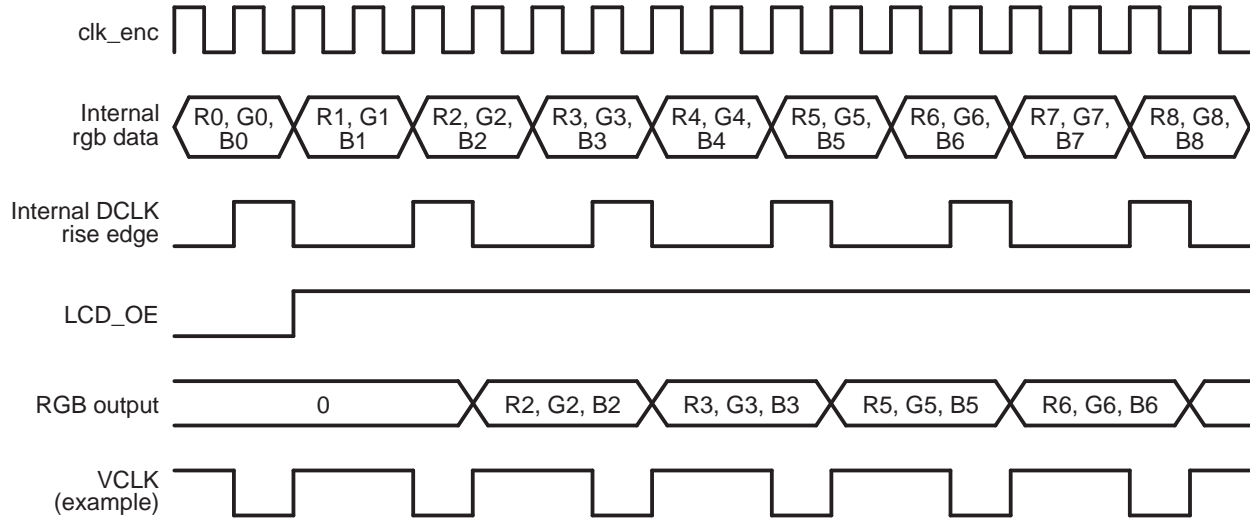 clk_enc
Internal
rgb data
R0, G0,
B0
R1, G1
B1
R2, G2,
B2
R3, G3,
B3
R4, G4,
B4
R5, G5,
B5
R6, G6,
B6
R7, G7,
B7
R8, G8,
B8
Internal DCLK
rise edge
LCD_OE
RGB output
0
R2, G2, B2
R3, G3, B3
R5, G5, B5
R6, G6, B6
VCLK
(example)